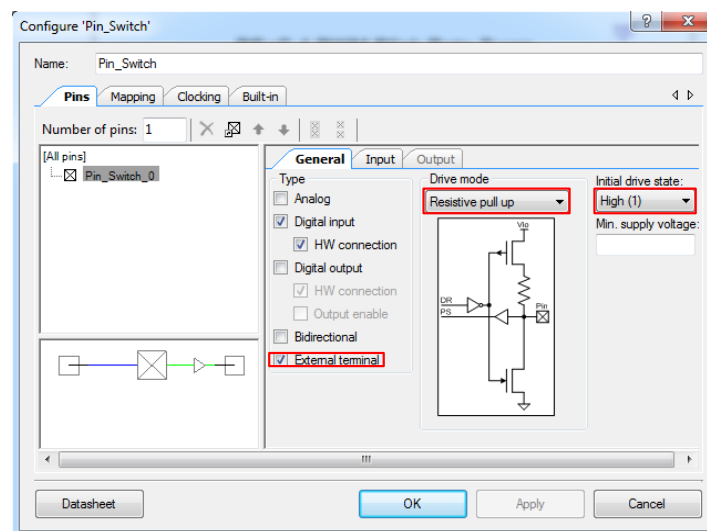 Configure 'Pin_Switch'
Name: Pin_Switch
Pins Mapping Clocking Built-in
Number of pins: 1
[All pins]
Pin_Switch_0
General Input Output
Type
Analog
Digital input
HW connection
Digital output
HW connection
Output enable
Bidirectional
External terminal
Drive mode
Resistive pull up
Vio
DR
PS
Pin
Initial drive state:
High (1)
Min. supply voltage:
Datasheet OK Apply Cancel